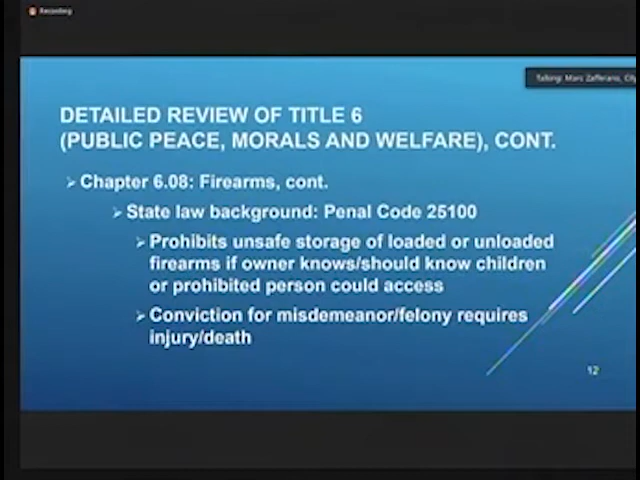 Recording
Talking: Marc Zafferano, City
DETAILED REVIEW OF TITLE 6
(PUBLIC PEACE, MORALS AND WELFARE), CONT.
Chapter 6.08: Firearms, cont.
State law background: Penal Code 25100
Prohibits unsafe storage of loaded or unloaded
firearms if owner knows/should know children
or prohibited person could access
Conviction for misdemeanor/felony requires
injury/death
12